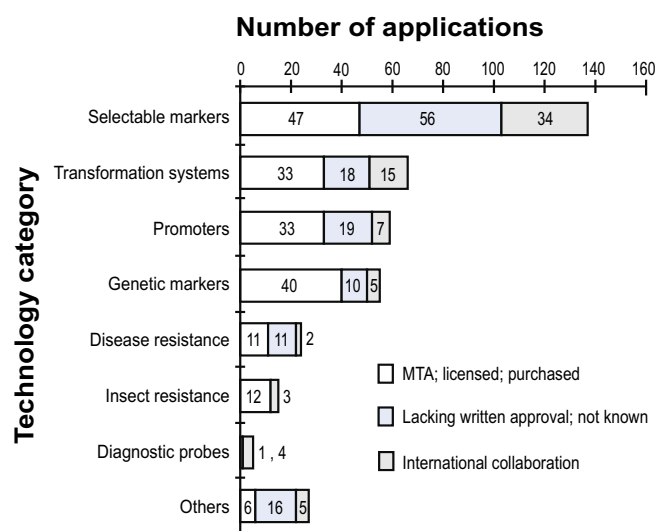 Number of applications
0 20 40 60 80 100 120 140 160
Technology category
Selectable markers 47 56 34
Transformation systems 33 18 15
Promoters 33 19 7
Genetic markers 40 10 5
Disease resistance 11 11 2
Insect resistance 12 3
Diagnostic probes 1 , 4
Others 6 16 5
MTA; licensed; purchased
Lacking written approval; not known
International collaboration